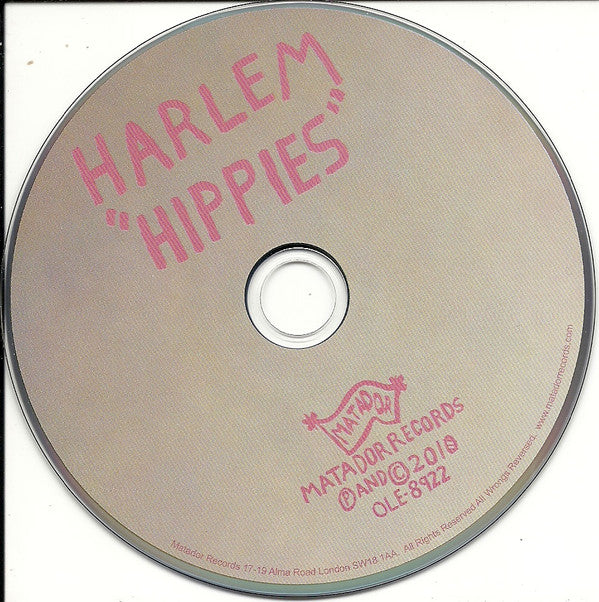 HARLEM
"HIPPIES"
MATADOR
MATADOR RECORDS
Ⓟ AND © 2010
OLE-8922
Matador Records 17-19 Alma Road London SW18 1AA. All Rights Reserved All Wrongs Reversed. www.matadorrecords.com